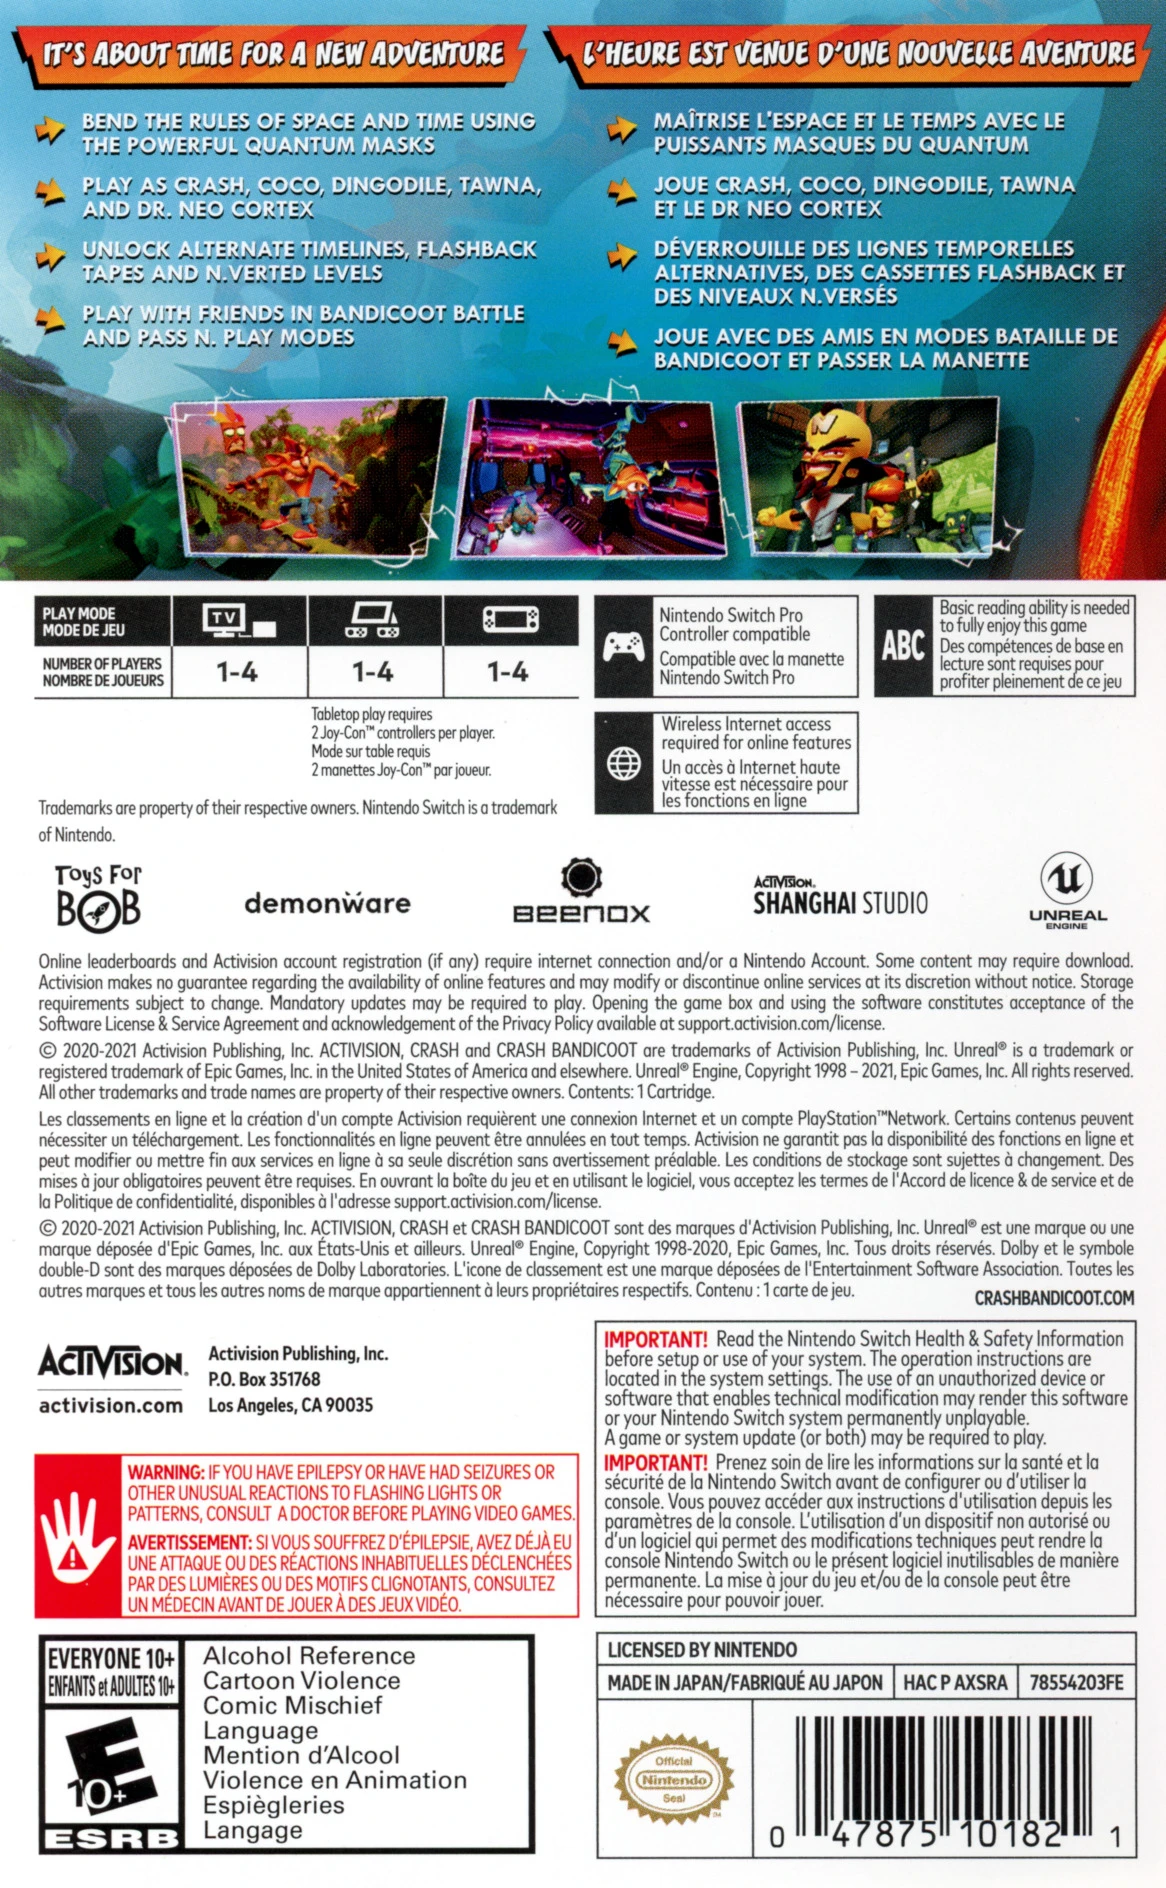 IT'S ABOUT TIME FOR A NEW ADVENTURE
BEND THE RULES OF SPACE AND TIME USING
THE POWERFUL QUANTUM MASKS
PLAY AS CRASH, COCO, DINGODILE, TAWNA,
AND DR. NEO CORTEX
UNLOCK ALTERNATE TIMELINES, FLASHBACK
TAPES AND N.VERTED LEVELS
PLAY WITH FRIENDS IN BANDICOOT BATTLE
AND PASS N. PLAY MODES
L'HEURE EST VENUE D'UNE NOUVELLE AVENTURE
MAÎTRISE L'ESPACE ET LE TEMPS AVEC LE
PUISSANTS MASQUES DU QUANTUM
JOUE CRASH, COCO, DINGODILE, TAWNA
ET LE DR NEO CORTEX
DÉVERROUILLE DES LIGNES TEMPORELLES
ALTERNATIVES, DES CASSETTES FLASHBACK ET
DES NIVEAUX N.VERSÉS
JOUE AVEC DES AMIS EN MODES BATAILLE DE
BANDICOOT ET PASSER LA MANETTE
N
PLAY MODE
MODE DE JEU
TV
NUMBER OF PLAYERS
NOMBRE DE JOUEURS
1-4
1-4
1-4
Tabletop play requires
2 Joy-Con™ controllers per player.
Mode sur table requis
2 manettes Joy-Con™ par joueur.
Nintendo Switch Pro
Controller compatible
Compatible avec la manette
Nintendo Switch Pro
ABC
Basic reading ability is needed
to fully enjoy this game
Des compétences de base en
lecture sont requises pour
profiter pleinement de ce jeu
Wireless Internet access
required for online features
Un accès à Internet haute
vitesse est nécessaire pour
les fonctions en ligne
Trademarks are property of their respective owners. Nintendo Switch is a trademark
of Nintendo.
Toys For
BOB
demonware
BEENOX
ACTIVISION.
SHANGHAI STUDIO
UNREAL
ENGINE
Online leaderboards and Activision account registration (if any) require internet connection and/or a Nintendo Account. Some content may require download.
Activision makes no guarantee regarding the availability of online features and may modify or discontinue online services at its discretion without notice. Storage
requirements subject to change. Mandatory updates may be required to play. Opening the game box and using the software constitutes acceptance of the
Software License & Service Agreement and acknowledgement of the Privacy Policy available at support.activision.com/license.
© 2020-2021 Activision Publishing, Inc. ACTIVISION, CRASH and CRASH BANDICOOT are trademarks of Activision Publishing, Inc. Unreal® is a trademark or
registered trademark of Epic Games, Inc. in the United States of America and elsewhere. Unreal® Engine, Copyright 1998 – 2021, Epic Games, Inc. All rights reserved.
All other trademarks and trade names are property of their respective owners. Contents: 1 Cartridge.
Les classements en ligne et la création d'un compte Activision requièrent une connexion Internet et un compte PlayStation™Network. Certains contenus peuvent
nécessiter un téléchargement. Les fonctionnalités en ligne peuvent être annulées en tout temps. Activision ne garantit pas la disponibilité des fonctions en ligne et
peut modifier ou mettre fin aux services en ligne à sa seule discrétion sans avertissement préalable. Les conditions de stockage sont sujettes à changement. Des
mises à jour obligatoires peuvent être requises. En ouvrant la boîte du jeu et en utilisant le logiciel, vous acceptez les termes de l'Accord de licence & de service et de
la Politique de confidentialité, disponibles à l'adresse support.activision.com/license.
© 2020-2021 Activision Publishing, Inc. ACTIVISION, CRASH et CRASH BANDICOOT sont des marques d'Activision Publishing, Inc. Unreal® est une marque ou une
marque déposée d'Epic Games, Inc. aux États-Unis et ailleurs. Unreal® Engine, Copyright 1998-2020, Epic Games, Inc. Tous droits réservés. Dolby et le symbole
double-D sont des marques déposées de Dolby Laboratories. L'icone de classement est une marque déposées de l'Entertainment Software Association. Toutes les
autres marques et tous les autres noms de marque appartiennent à leurs propriétaires respectifs. Contenu : 1 carte de jeu.
CRASHBANDICOOT.COM
ACTIVISION.
activision.com
Activision Publishing, Inc.
P.O. Box 351768
Los Angeles, CA 90035
IMPORTANT! Read the Nintendo Switch Health & Safety Information
before setup or use of your system. The operation instructions are
located in the system settings. The use of an unauthorized device or
software that enables technical modification may render this software
or your Nintendo Switch system permanently unplayable.
A game or system update (or both) may be required to play.
IMPORTANT! Prenez soin de lire les informations sur la santé et la
sécurité de la Nintendo Switch avant de configurer ou d'utiliser la
console. Vous pouvez accéder aux instructions d'utilisation depuis les
paramètres de la console. L'utilisation d'un dispositif non autorisé ou
d'un logiciel qui permet des modifications techniques peut rendre la
console Nintendo Switch ou le présent logiciel inutilisables de manière
permanente. La mise à jour du jeu et/ou de la console peut être
nécessaire pour pouvoir jouer.
WARNING: IF YOU HAVE EPILEPSY OR HAVE HAD SEIZURES OR
OTHER UNUSUAL REACTIONS TO FLASHING LIGHTS OR
PATTERNS, CONSULT A DOCTOR BEFORE PLAYING VIDEO GAMES.
AVERTISSEMENT: SI VOUS SOUFFREZ D'ÉPILEPSIE, AVEZ DÉJÀ EU
UNE ATTAQUE OU DES RÉACTIONS INHABITUELLES DÉCLENCHÉES
PAR DES LUMIÈRES OU DES MOTIFS CLIGNOTANTS, CONSULTEZ
UN MÉDECIN AVANT DE JOUER À DES JEUX VIDÉO.
EVERYONE 10+
ENFANTS et ADULTES 10+
E
10+
ESRB
Alcohol Reference
Cartoon Violence
Comic Mischief
Language
Mention d'Alcool
Violence en Animation
Espiègleries
Langage
LICENSED BY NINTENDO
MADE IN JAPAN/FABRIQUÉ AU JAPON
HAC P AXSRA
78554203FE
Official
Nintendo
Seal
™
0 47875 10182 1